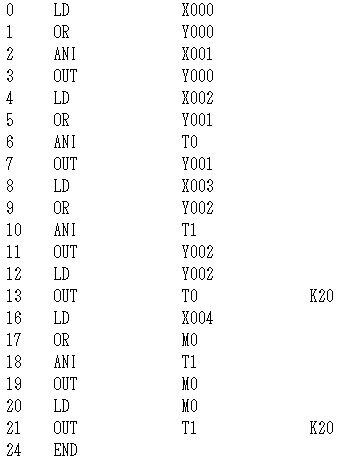 0 LD X000
1 OR Y000
2 ANI X001
3 OUT Y000
4 LD X002
5 OR Y001
6 ANI T0
7 OUT Y001
8 LD X003
9 OR Y002
10 ANI T1
11 OUT Y002
12 LD Y002
13 OUT T0 K20
16 LD X004
17 OR M0
18 ANI T1
19 OUT M0
20 LD M0
21 OUT T1 K20
24 END